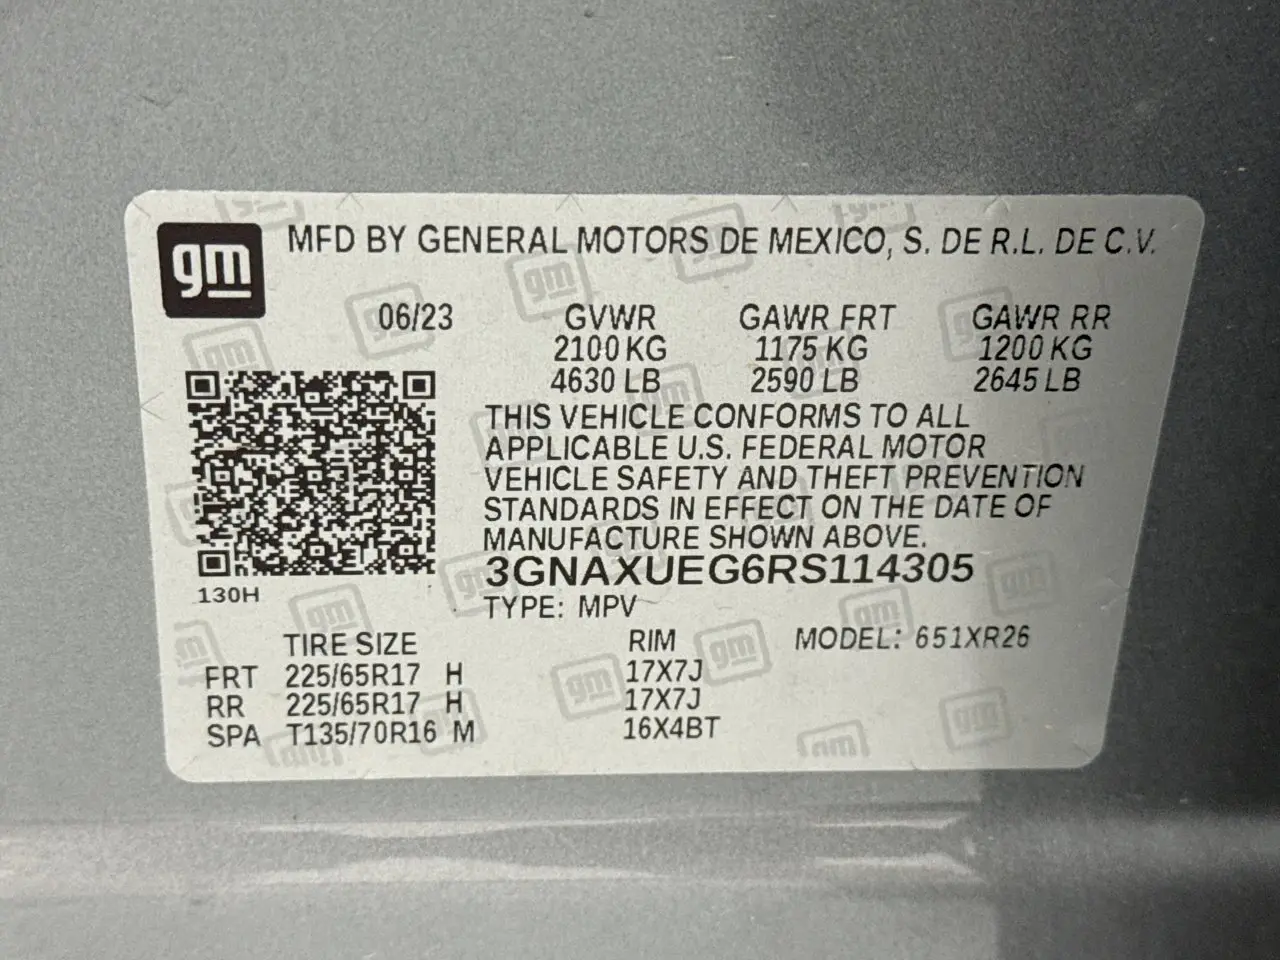 gm MFD BY GENERAL MOTORS DE MEXICO, S. DE R.L. DE C.V.
06/23 GVWR GAWR FRT GAWR RR
2100 KG 1175 KG 1200 KG
4630 LB 2590 LB 2645 LB
THIS VEHICLE CONFORMS TO ALL
APPLICABLE U.S. FEDERAL MOTOR
VEHICLE SAFETY AND THEFT PREVENTION
STANDARDS IN EFFECT ON THE DATE OF
MANUFACTURE SHOWN ABOVE.
3GNAXUEG6RS114305
130H
TYPE: MPV
TIRE SIZE RIM MODEL: 651XR26
FRT 225/65R17 H 17X7J
RR 225/65R17 H 17X7J
SPA T135/70R16 M 16X4BT